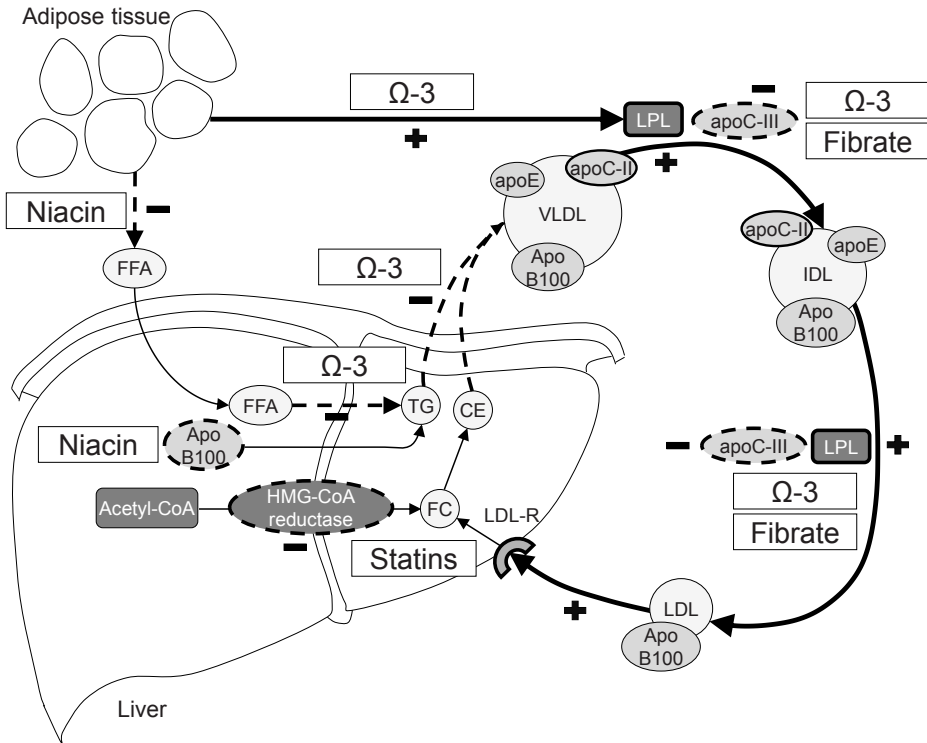 Adipose tissue
Ω-3
+
LPL
apoC-III
−
Ω-3
Fibrate
Niacin
−
FFA
apoE
apoC-II
+
VLDL
Apo
B100
apoC-II
apoE
IDL
Apo
B100
Ω-3
−
Ω-3
FFA
−
TG
CE
Niacin
Apo
B100
−
apoC-III
LPL
+
Ω-3
Fibrate
Acetyl-CoA
HMG-CoA
reductase
−
FC
LDL-R
Statins
+
LDL
Apo
B100
Liver